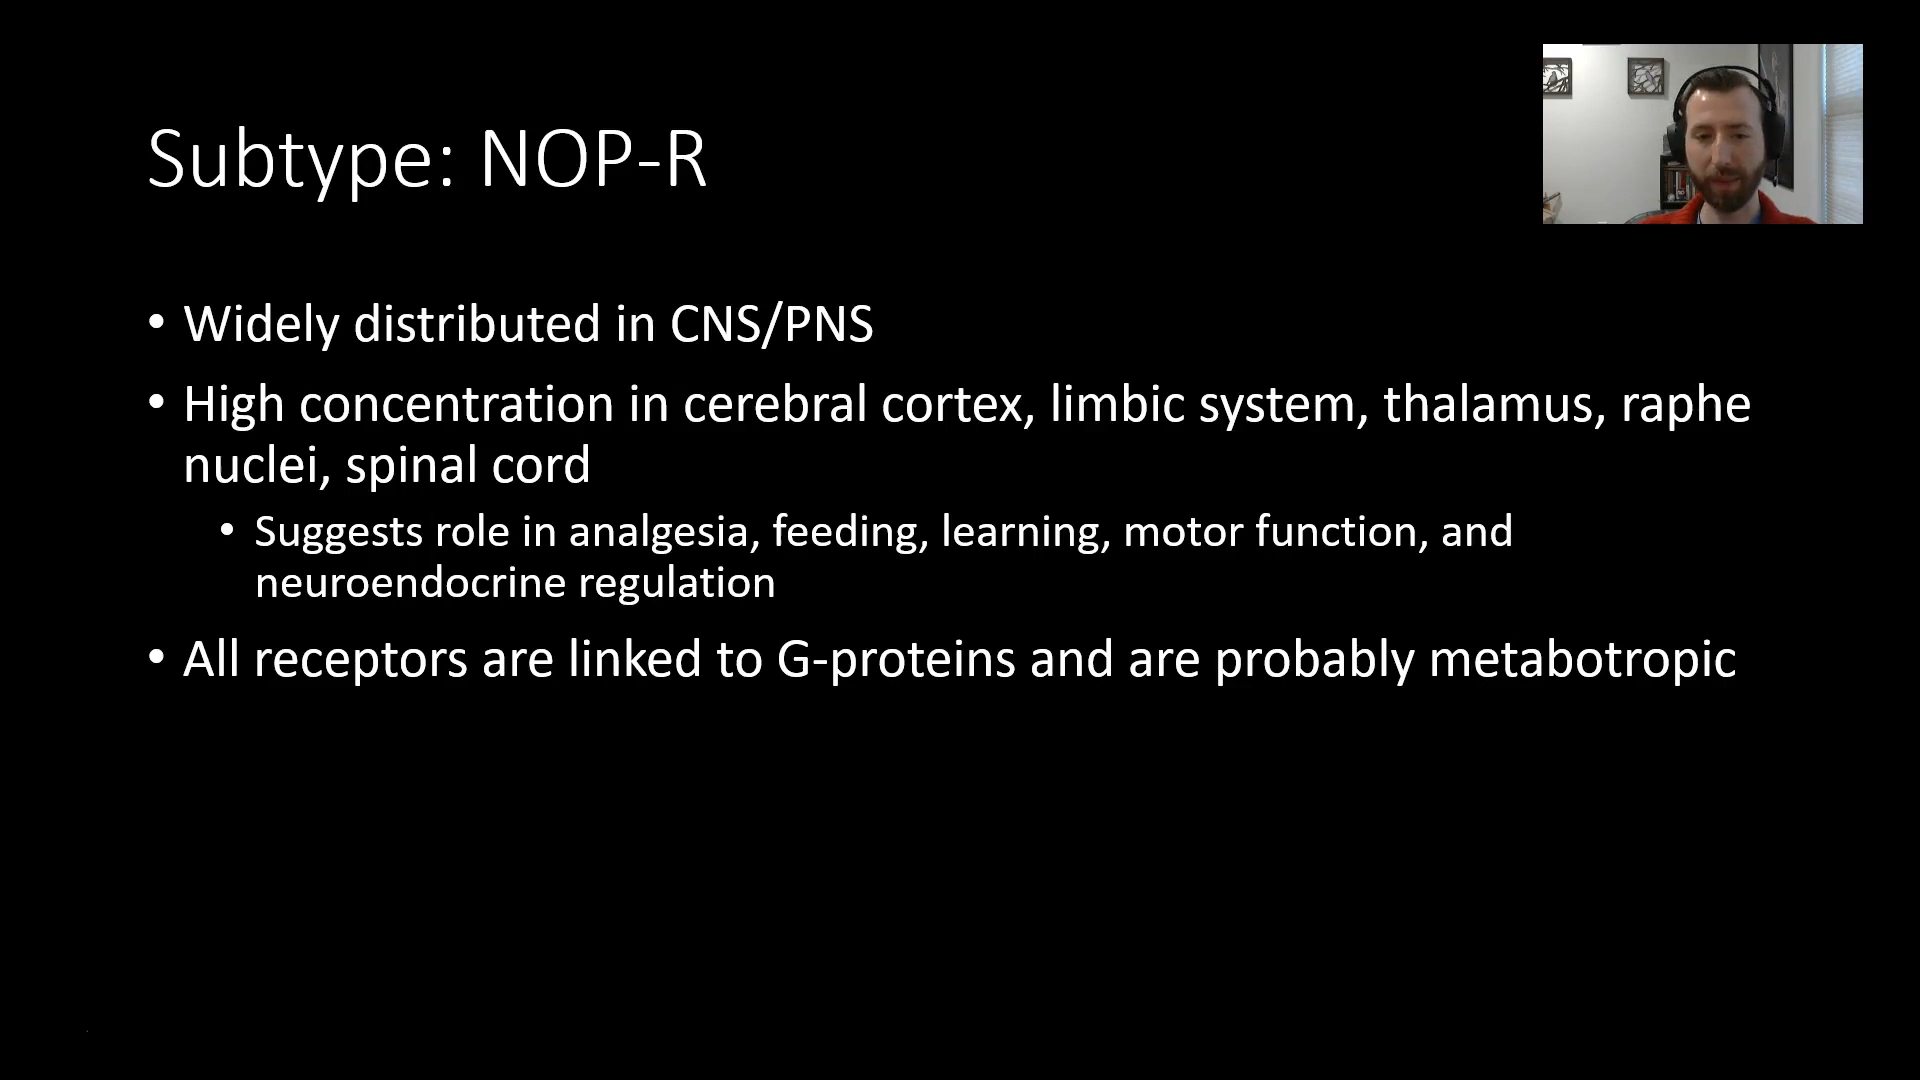 Subtype: NOP-R
• Widely distributed in CNS/PNS
• High concentration in cerebral cortex, limbic system, thalamus, raphe
nuclei, spinal cord
• Suggests role in analgesia, feeding, learning, motor function, and
neuroendocrine regulation
• All receptors are linked to G-proteins and are probably metabotropic